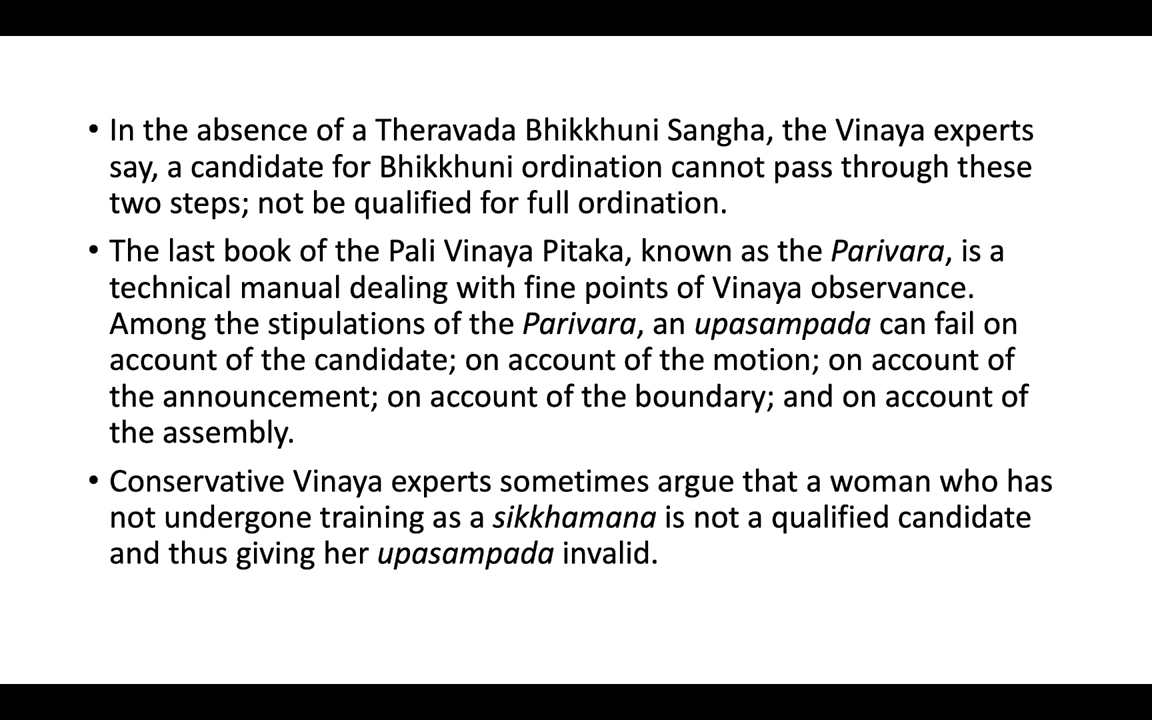 • In the absence of a Theravada Bhikkhuni Sangha, the Vinaya experts
say, a candidate for Bhikkhuni ordination cannot pass through these
two steps; not be qualified for full ordination.
• The last book of the Pali Vinaya Pitaka, known as the Parivara, is a
technical manual dealing with fine points of Vinaya observance.
Among the stipulations of the Parivara, an upasampada can fail on
account of the candidate; on account of the motion; on account of
the announcement; on account of the boundary; and on account of
the assembly.
• Conservative Vinaya experts sometimes argue that a woman who has
not undergone training as a sikkhamana is not a qualified candidate
and thus giving her upasampada invalid.